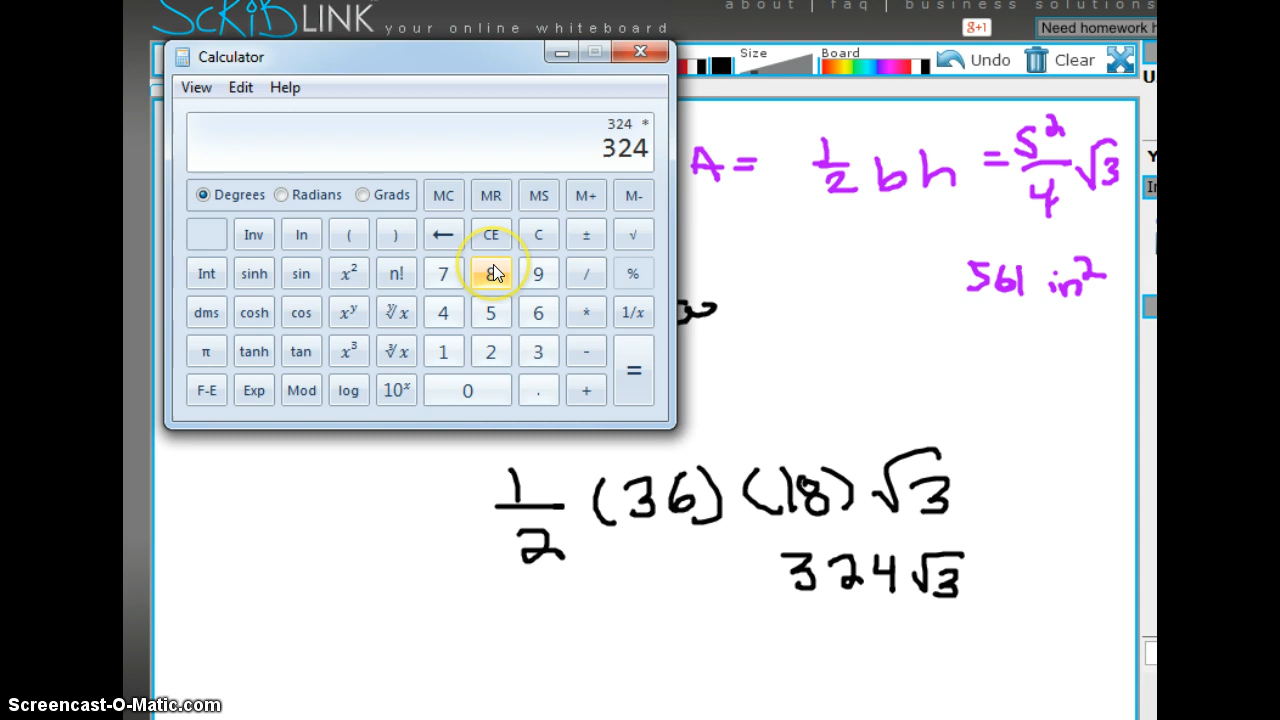 SCRIBLINK
your online whiteboard
about | faq | business solutions
g+1
Need homework h
Calculator
Size
Board
Undo
Clear
View Edit Help
324 *
324
Degrees Radians Grads MC MR MS M+ M-
Inv ln ( ) ← CE C ± √
Int sinh sin x² n! 7 8 9 / %
dms cosh cos xʸ ʸ√x 4 5 6 * 1/x
π tanh tan x³ ³√x 1 2 3 - =
F-E Exp Mod log 10ˣ 0 . +
A = 1/2 b h = s²/4 √3
561 in²
1/2 (36) (18) √3
324√3
Screencast-O-Matic.com